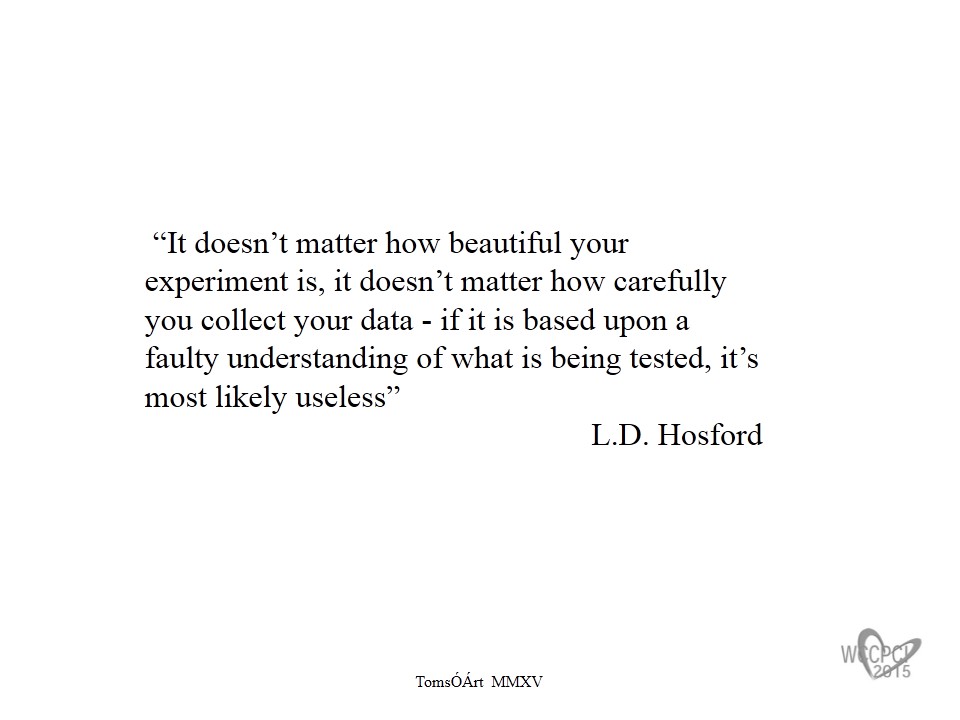 “It doesn’t matter how beautiful your
experiment is, it doesn’t matter how carefully
you collect your data - if it is based upon a
faulty understanding of what is being tested, it’s
most likely useless”
L.D. Hosford
WCCPCI
2015
TomsÓÁrt MMXV